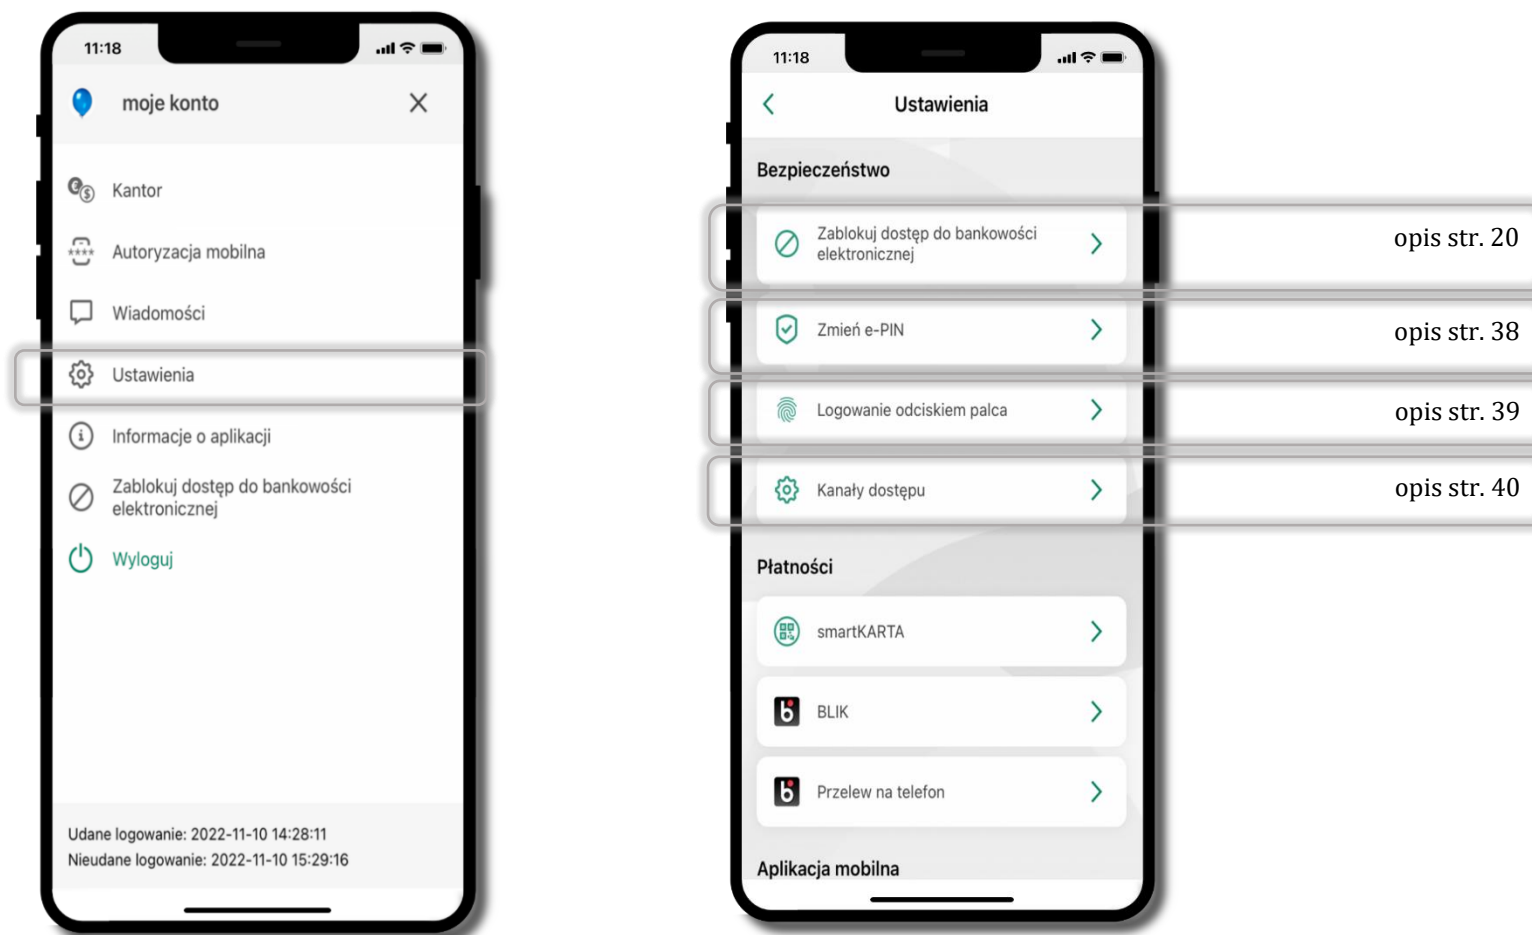 11:18
moje konto
Kantor
Autoryzacja mobilna
Wiadomości
Ustawienia
Informacje o aplikacji
Zablokuj dostęp do bankowości
elektronicznej
Wyloguj
Udane logowanie: 2022-11-10 14:28:11
Nieudane logowanie: 2022-11-10 15:29:16
11:18
Ustawienia
Bezpieczeństwo
Zablokuj dostęp do bankowości
elektronicznej
opis str. 20
Zmień e-PIN
opis str. 38
Logowanie odciskiem palca
opis str. 39
Kanały dostępu
opis str. 40
Płatności
smartKARTA
BLIK
Przelew na telefon
Aplikacja mobilna